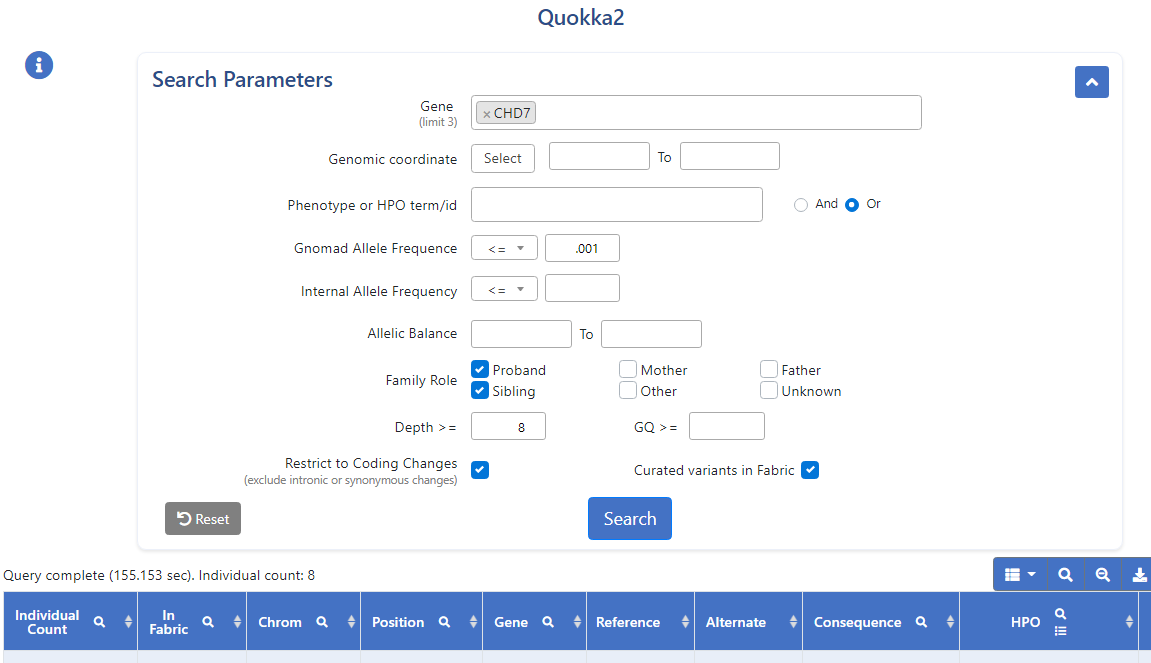 Quokka2
Search Parameters
Gene
(limit 3)
× CHD7
Genomic coordinate Select To
Phenotype or HPO term/id And Or
Gnomad Allele Frequence <= .001
Internal Allele Frequency <=
Allelic Balance To
Family Role
Proband Mother Father
Sibling Other Unknown
Depth >= 8 GQ >=
Restrict to Coding Changes
(exclude intronic or synonymous changes)
Curated variants in Fabric
Reset Search
Query complete (155.153 sec). Individual count: 8
Individual Count In Fabric Chrom Position Gene Reference Alternate Consequence HPO